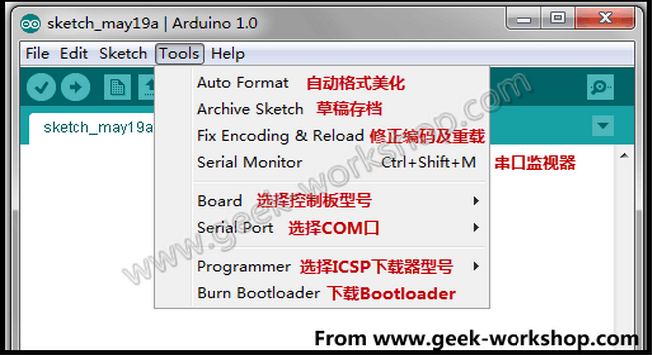 sketch_may19a | Arduino 1.0
File Edit Sketch Tools Help
Auto Format 自动格式美化
Archive Sketch 草稿存档
sketch_may19a
Fix Encoding & Reload 修正编码及重载
Serial Monitor Ctrl+Shift+M 串口监视器
Board 选择控制板型号
Serial Port 选择COM口
Programmer 选择ICSP下载器型号
Burn Bootloader 下载Bootloader
www.geek-workshop.com
From www.geek-workshop.com